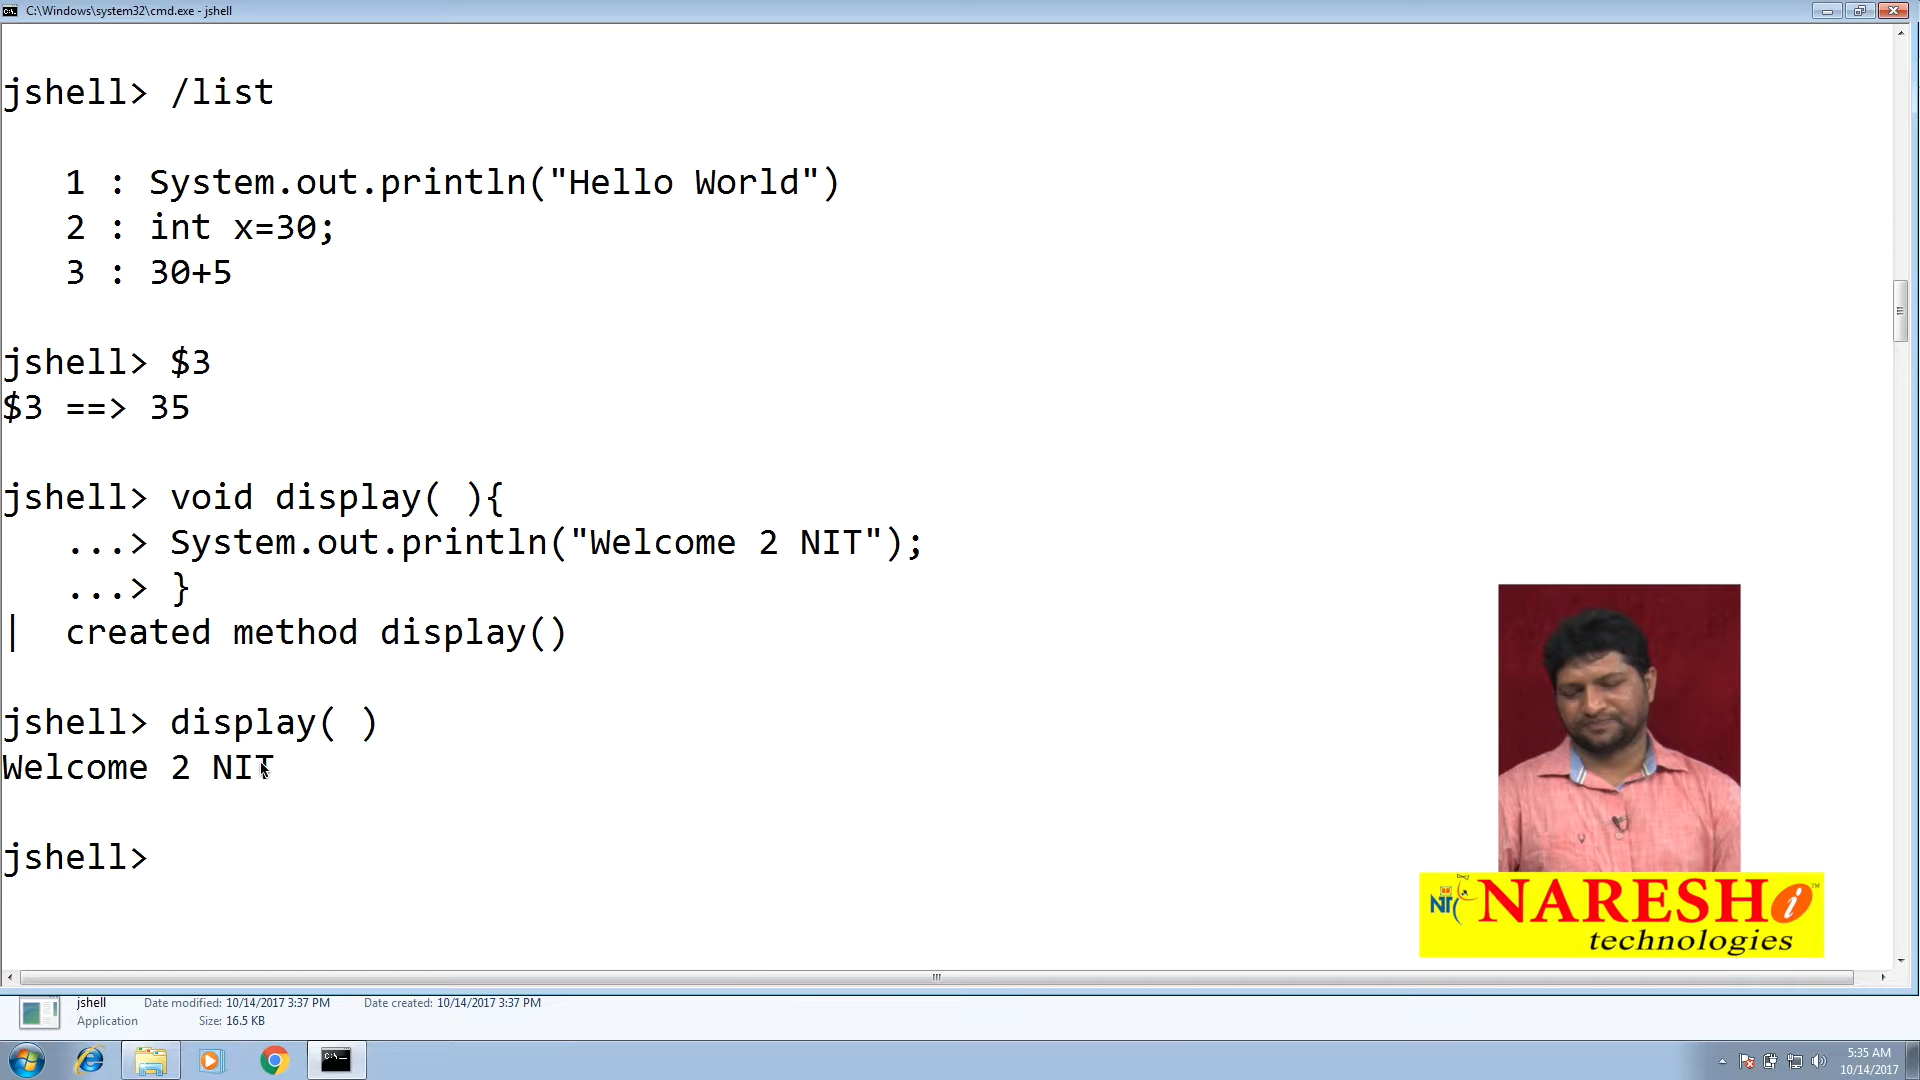 C:\Windows\system32\cmd.exe - jshell
jshell> /list
1 : System.out.println("Hello World")
2 : int x=30;
3 : 30+5
jshell> $3
$3 ==> 35
jshell> void display( ){
...> System.out.println("Welcome 2 NIT");
...> }
|  created method display()
jshell> display( )
Welcome 2 NIT
jshell>
NARESH i ™
technologies
jshell Date modified: 10/14/2017 3:37 PM Date created: 10/14/2017 3:37 PM
Application Size: 16.5 KB
5:35 AM
10/14/2017